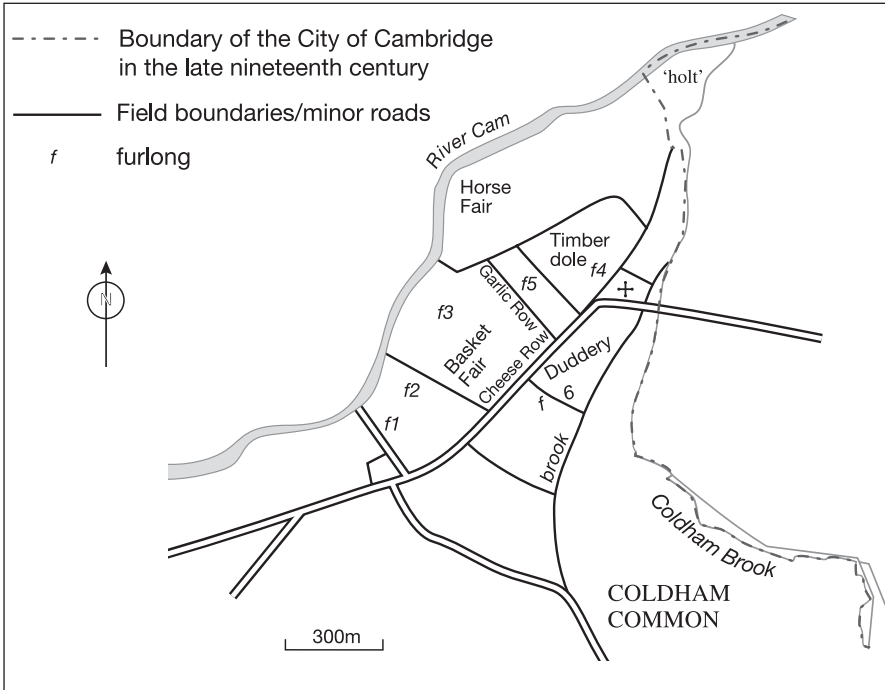 Boundary of the City of Cambridge
in the late nineteenth century
Field boundaries/minor roads
f furlong
'holt'
River Cam
Horse
Fair
Timber
dole
f4
f5
Garlic Row
N
f3
Basket
Fair
Cheese Row
Duddery
f 6
f2
f1
brook
Coldham Brook
COLDHAM
COMMON
300m